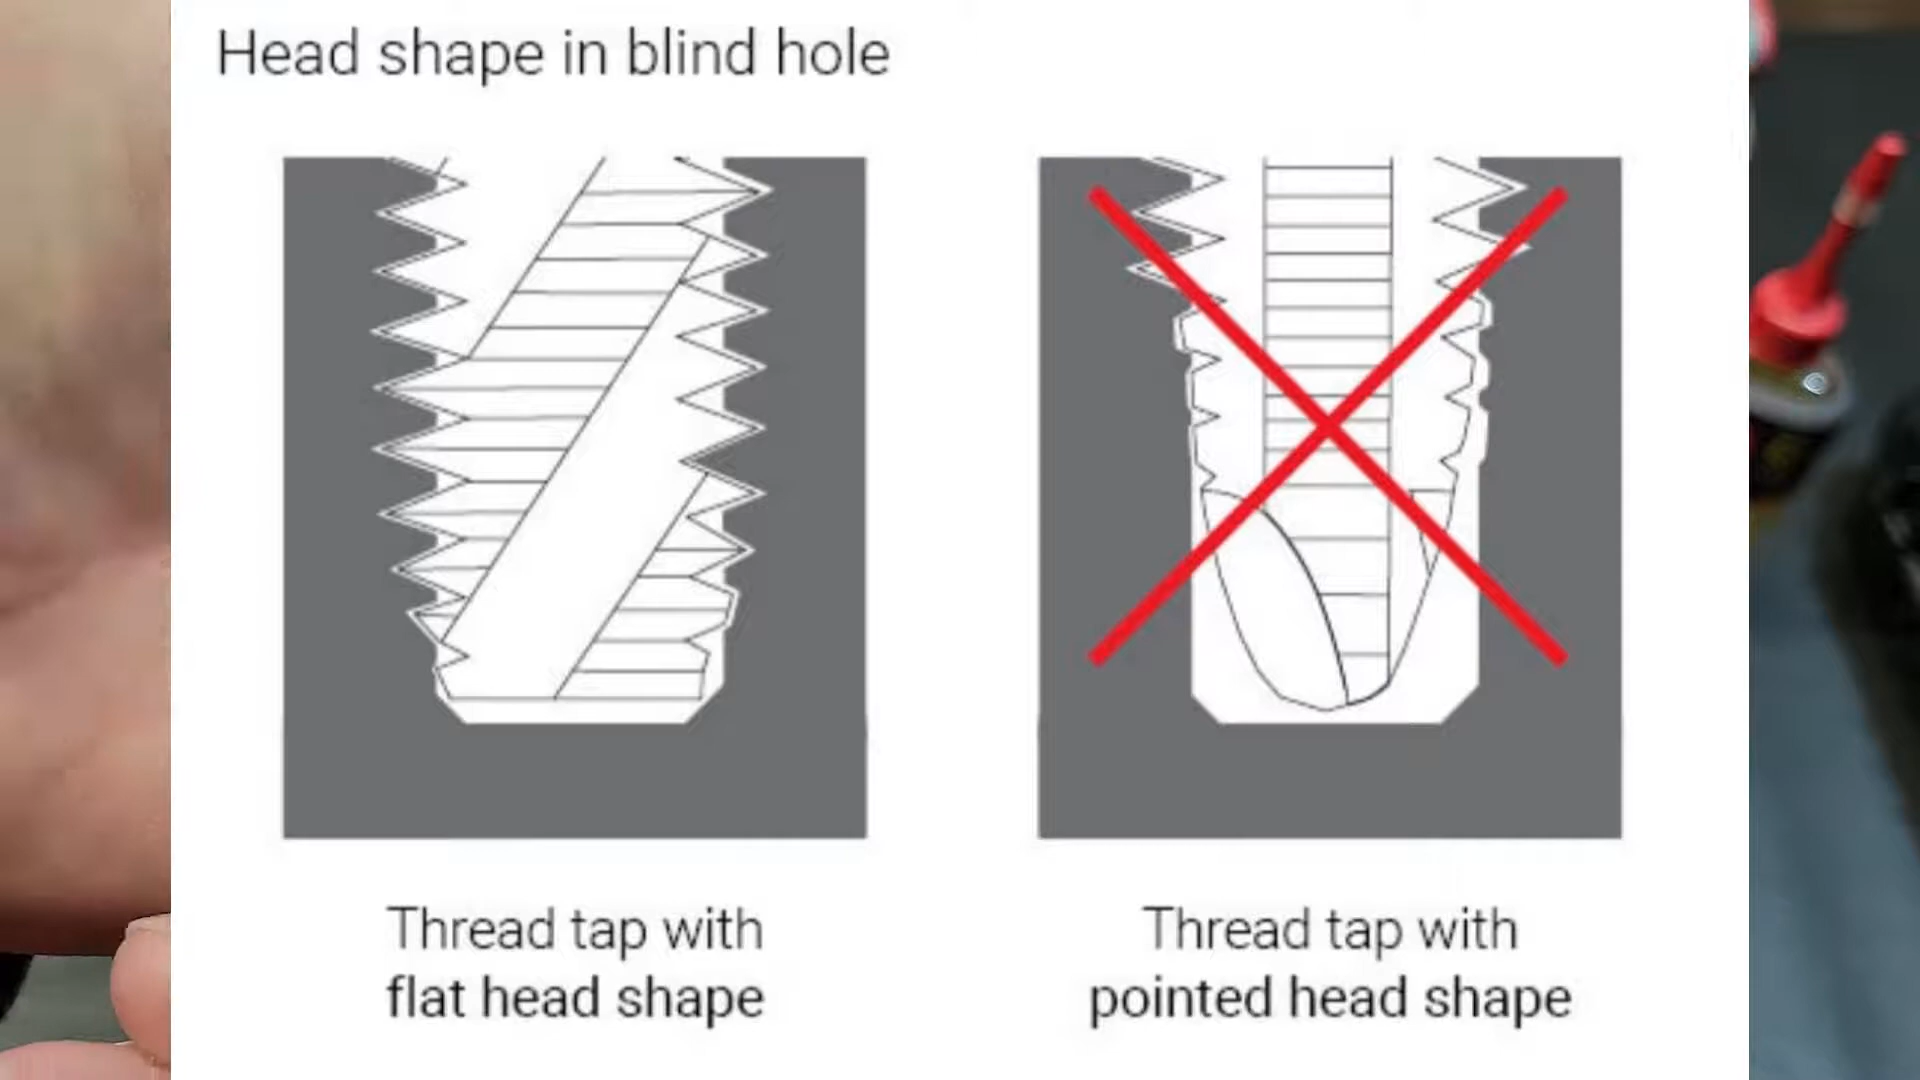 Head shape in blind hole
Thread tap with
flat head shape
Thread tap with
pointed head shape